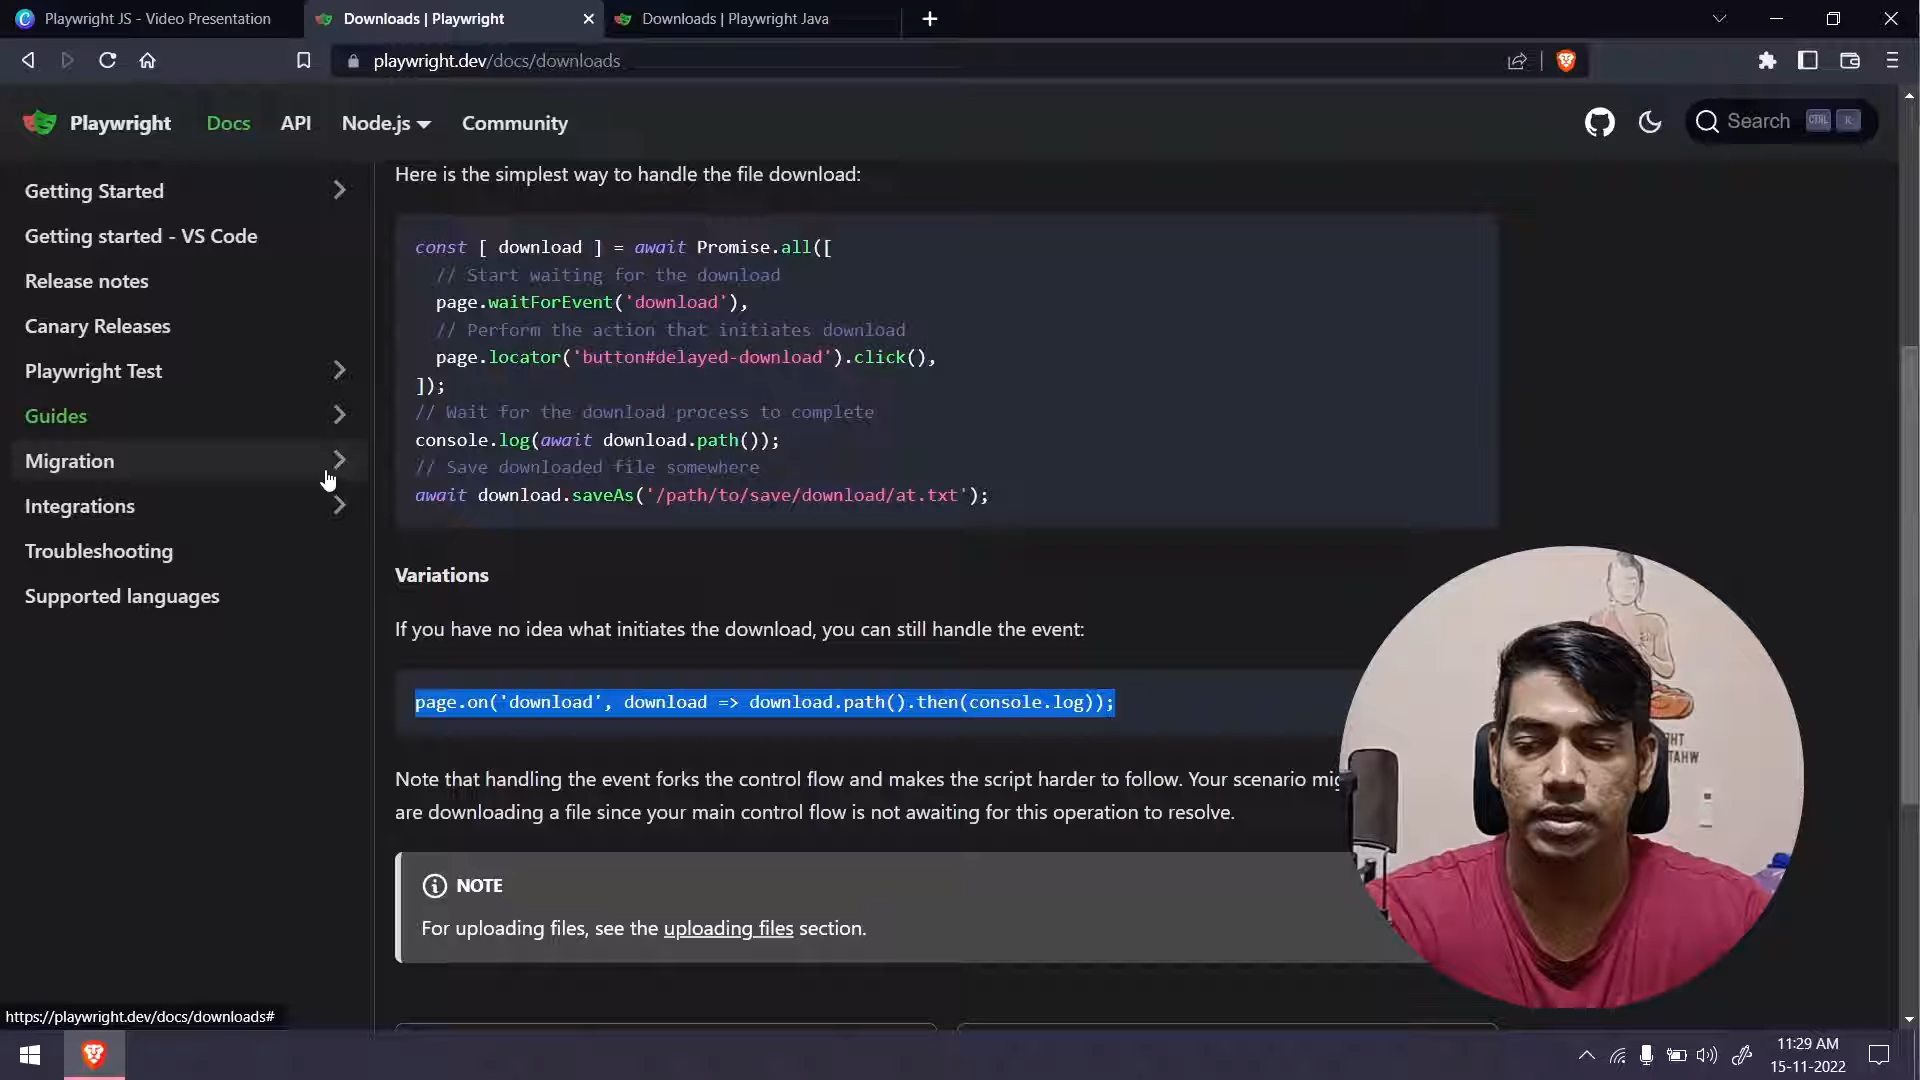 Playwright JS - Video Presentation
Downloads | Playwright
Downloads | Playwright Java
playwright.dev/docs/downloads
Playwright
Docs
API
Node.js
Community
Search
CTRL
K
Getting Started
Getting started - VS Code
Release notes
Canary Releases
Playwright Test
Guides
Migration
Integrations
Troubleshooting
Supported languages
Here is the simplest way to handle the file download:
const [ download ] = await Promise.all([
// Start waiting for the download
page.waitForEvent('download'),
// Perform the action that initiates download
page.locator('button#delayed-download').click(),
]);
// Wait for the download process to complete
console.log(await download.path());
// Save downloaded file somewhere
await download.saveAs('/path/to/save/download/at.txt');
Variations
If you have no idea what initiates the download, you can still handle the event:
page.on('download', download => download.path().then(console.log));
Note that handling the event forks the control flow and makes the script harder to follow. Your scenario mig
are downloading a file since your main control flow is not awaiting for this operation to resolve.
NOTE
For uploading files, see the uploading files section.
https://playwright.dev/docs/downloads#
11:29 AM
15-11-2022